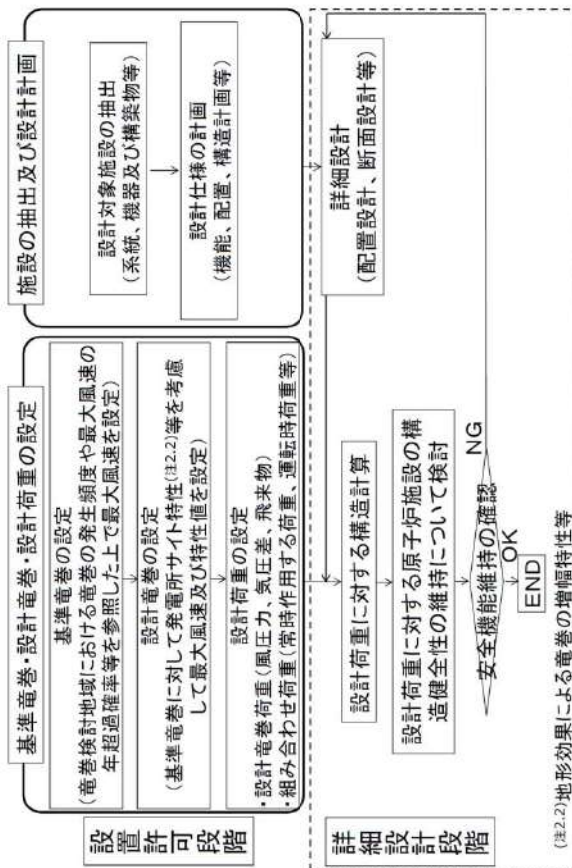 設置許可段階
基準竜巻・設計竜巻・設計荷重の設定
基準竜巻の設定
(竜巻検討地域における竜巻の発生頻度や最大風速の
年超過確率等を参照した上で最大風速を設定)
設計竜巻の設定
(基準竜巻に対して発電所サイト特性(注2.2)等を考慮
して最大風速及び特性値を設定)
設計荷重の設定
・設計竜巻荷重(風圧力、気圧差、飛来物)
・組み合わせ荷重(常時作用する荷重、運転時荷重等)
施設の抽出及び設計計画
設計対象施設の抽出
(系統、機器及び構築物等)
設計仕様の計画
(機能、配置、構造計画等)
詳細設計段階
設計荷重に対する構造計算
設計荷重に対する原子炉施設の構
造健全性の維持について検討
安全機能維持の確認
NG
OK
END
詳細設計
(配置設計、断面設計等)
(注2.2)地形効果による竜巻の増幅特性等